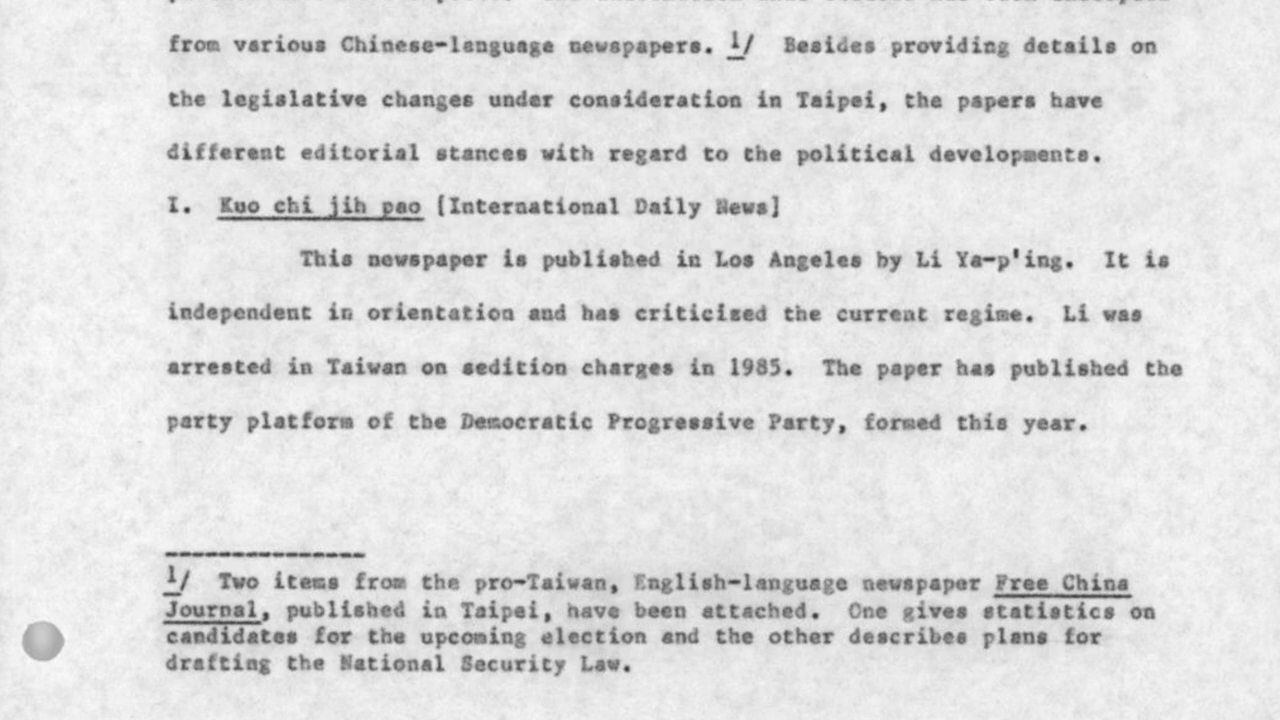 from various Chinese-language newspapers. 1/ Besides providing details on
the legislative changes under consideration in Taipei, the papers have
different editorial stances with regard to the political developments.
I. Kuo chi jih pao [International Daily News]
This newspaper is published in Los Angeles by Li Ya-p'ing. It is
independent in orientation and has criticized the current regime. Li was
arrested in Taiwan on sedition charges in 1985. The paper has published the
party platform of the Democratic Progressive Party, formed this year.
1/ Two items from the pro-Taiwan, English-language newspaper Free China
Journal, published in Taipei, have been attached. One gives statistics on
candidates for the upcoming election and the other describes plans for
drafting the National Security Law.